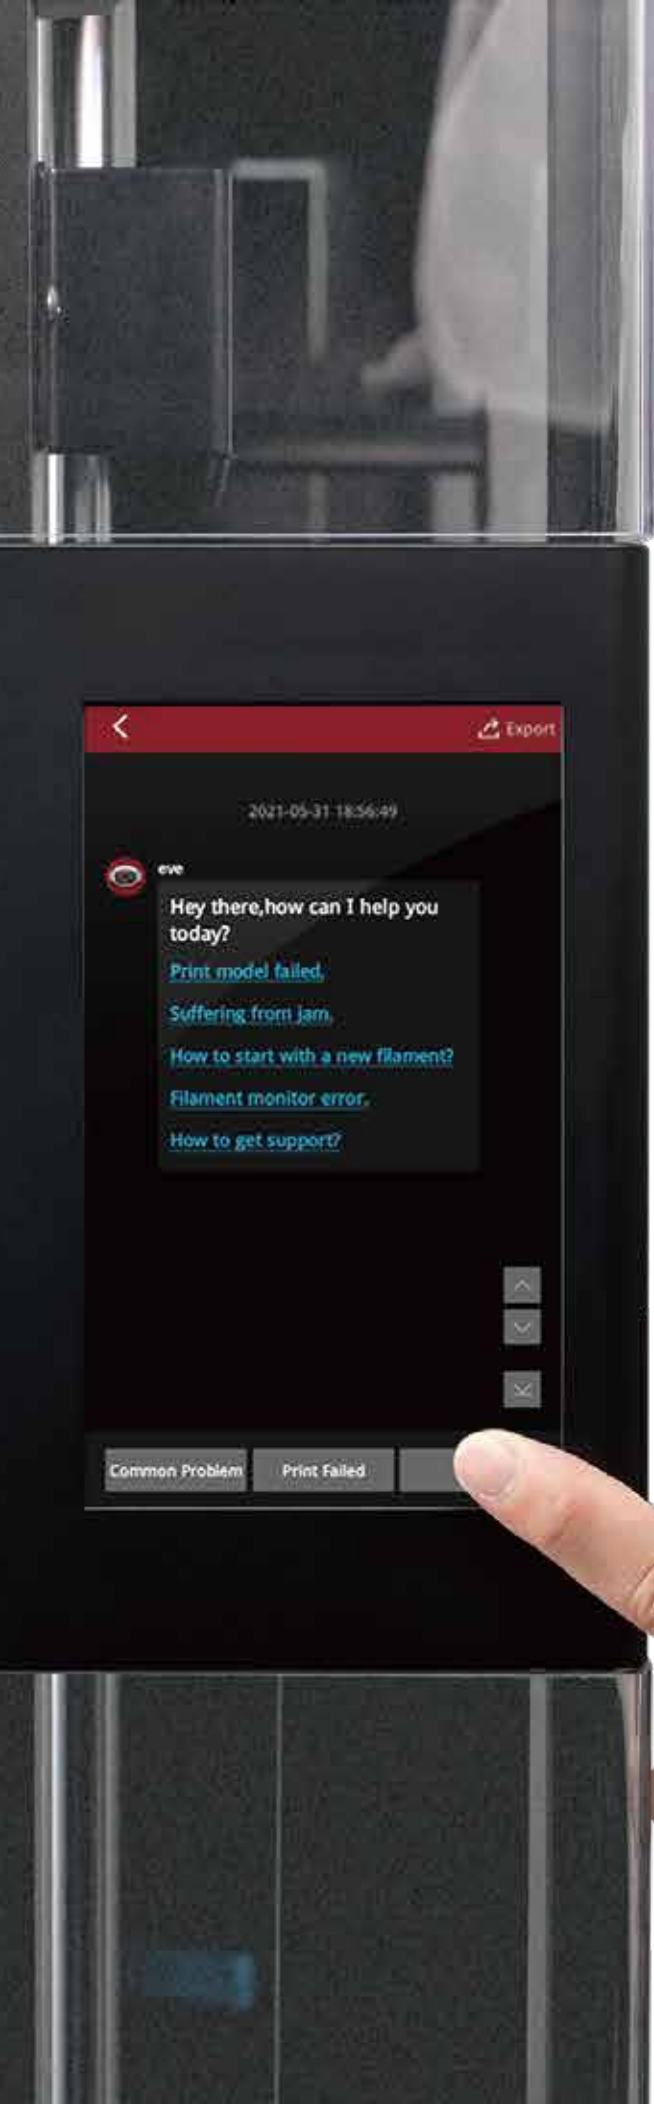 Export
2021-05-31 18:56:49
eve
Hey there,how can I help you
today?
Print model failed.
Suffering from jam.
How to start with a new filament?
Filament monitor error.
How to get support?
Common Problem
Print Failed